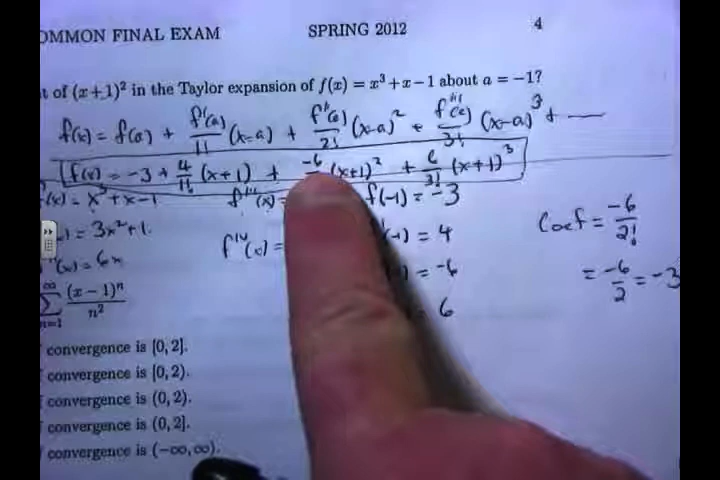 OMMON FINAL EXAM SPRING 2012 4
t of (x+1)² in the Taylor expansion of f(x) = x³ + x − 1 about a = −1?
f(x) = f(a) + f'(a)/1! (x-a) + f''(a)/2! (x-a)² + f'''(a)/3! (x-a)³ + ----
f(x) = -3 + 4/1! (x+1) + -6 (x+1)² + 6/3! (x+1)³
(x) = x³ + x - 1 f'''(x) = f(-1) = -3 Coef = -6/2!
(x) = 3x² + 1 (-1) = 4
"(x) = 6x = -6 = -6/2 = -3
= 6
∞ ∑ n=1 (x − 1)ⁿ / n²
convergence is [0, 2].
convergence is [0, 2).
convergence is (0, 2).
convergence is (0, 2].
convergence is (−∞, ∞).